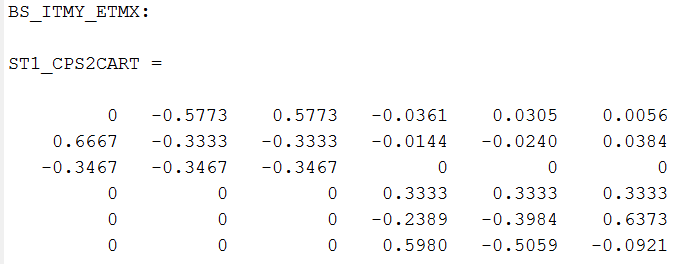 BS_ITMY_ETMX:
ST1_CPS2CART =
0 -0.5773 0.5773 -0.0361 0.0305 0.0056
0.6667 -0.3333 -0.3333 -0.0144 -0.0240 0.0384
-0.3467 -0.3467 -0.3467 0 0 0
0 0 0 0.3333 0.3333 0.3333
0 0 0 -0.2389 -0.3984 0.6373
0 0 0 0.5980 -0.5059 -0.0921